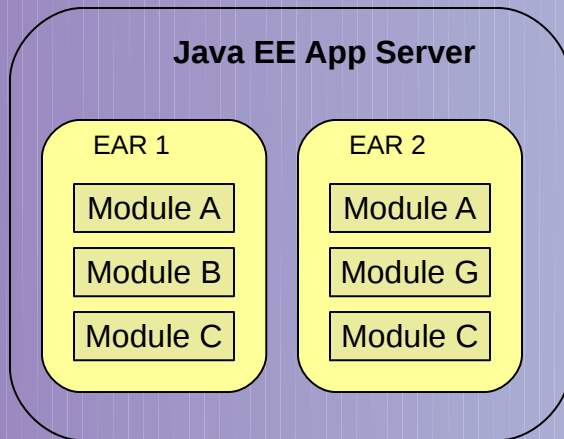 Java EE App Server
EAR 1
Module A
Module B
Module C
EAR 2
Module A
Module G
Module C